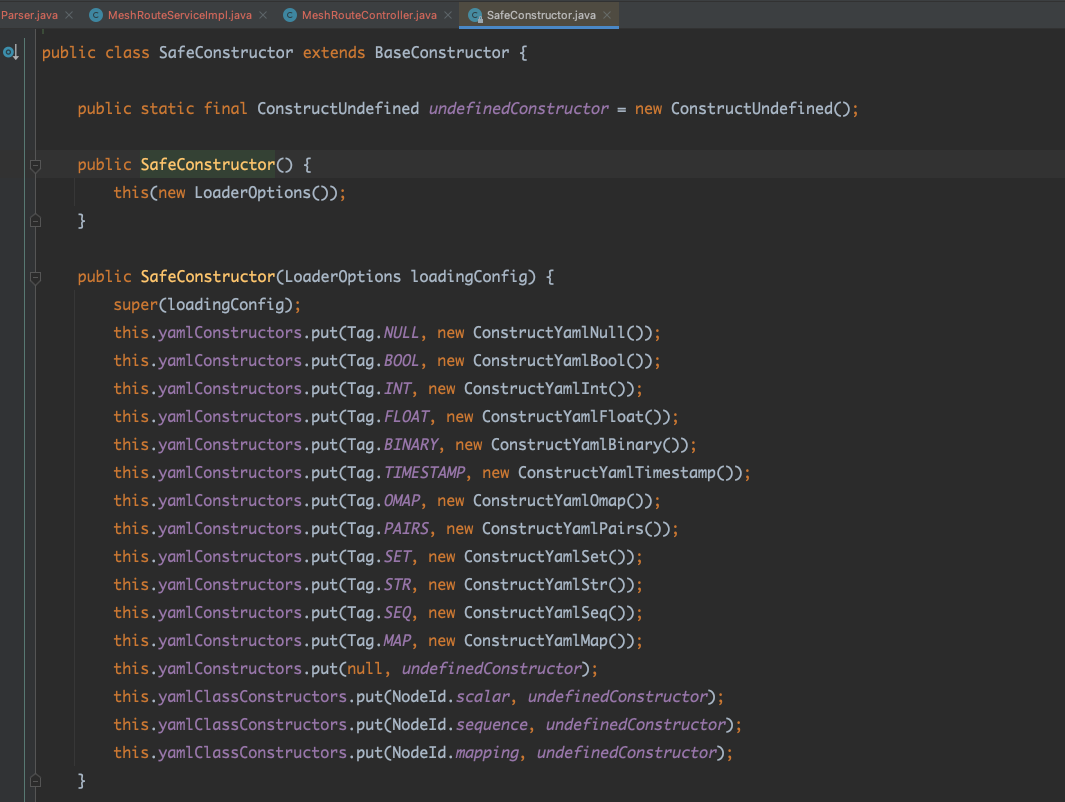 Parser.java
MeshRouteServiceImpl.java
MeshRouteController.java
SafeConstructor.java
public class SafeConstructor extends BaseConstructor {
public static final ConstructUndefined undefinedConstructor = new ConstructUndefined();
public SafeConstructor() {
this(new LoaderOptions());
}
public SafeConstructor(LoaderOptions loadingConfig) {
super(loadingConfig);
this.yamlConstructors.put(Tag.NULL, new ConstructYamlNull());
this.yamlConstructors.put(Tag.BOOL, new ConstructYamlBool());
this.yamlConstructors.put(Tag.INT, new ConstructYamlInt());
this.yamlConstructors.put(Tag.FLOAT, new ConstructYamlFloat());
this.yamlConstructors.put(Tag.BINARY, new ConstructYamlBinary());
this.yamlConstructors.put(Tag.TIMESTAMP, new ConstructYamlTimestamp());
this.yamlConstructors.put(Tag.OMAP, new ConstructYamlOmap());
this.yamlConstructors.put(Tag.PAIRS, new ConstructYamlPairs());
this.yamlConstructors.put(Tag.SET, new ConstructYamlSet());
this.yamlConstructors.put(Tag.STR, new ConstructYamlStr());
this.yamlConstructors.put(Tag.SEQ, new ConstructYamlSeq());
this.yamlConstructors.put(Tag.MAP, new ConstructYamlMap());
this.yamlConstructors.put(null, undefinedConstructor);
this.yamlClassConstructors.put(NodeId.scalar, undefinedConstructor);
this.yamlClassConstructors.put(NodeId.sequence, undefinedConstructor);
this.yamlClassConstructors.put(NodeId.mapping, undefinedConstructor);
}